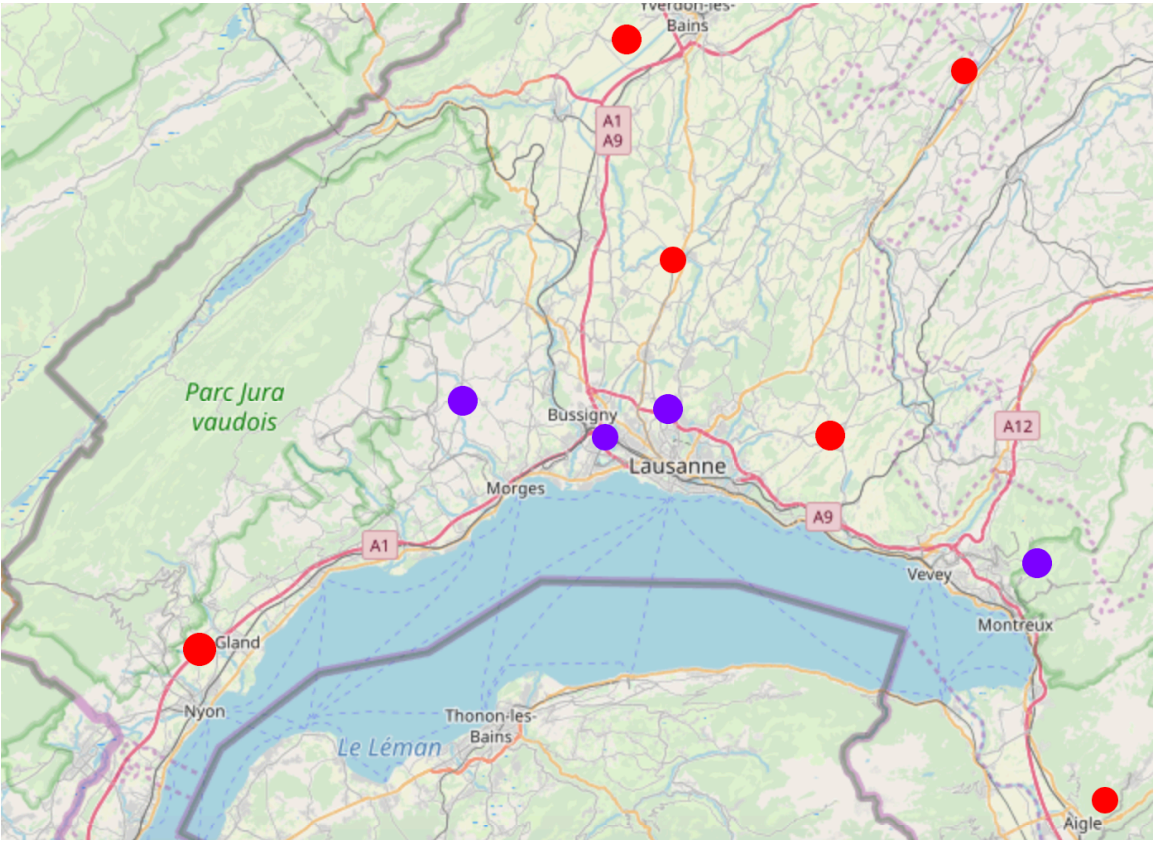 Yverdon-les-
Bains
A1
A9
Parc Jura
vaudois
Bussigny
A12
Lausanne
Morges
A9
A1
Vevey
Montreux
Gland
Nyon
Thonon-les-
Bains
Le Léman
Aigle